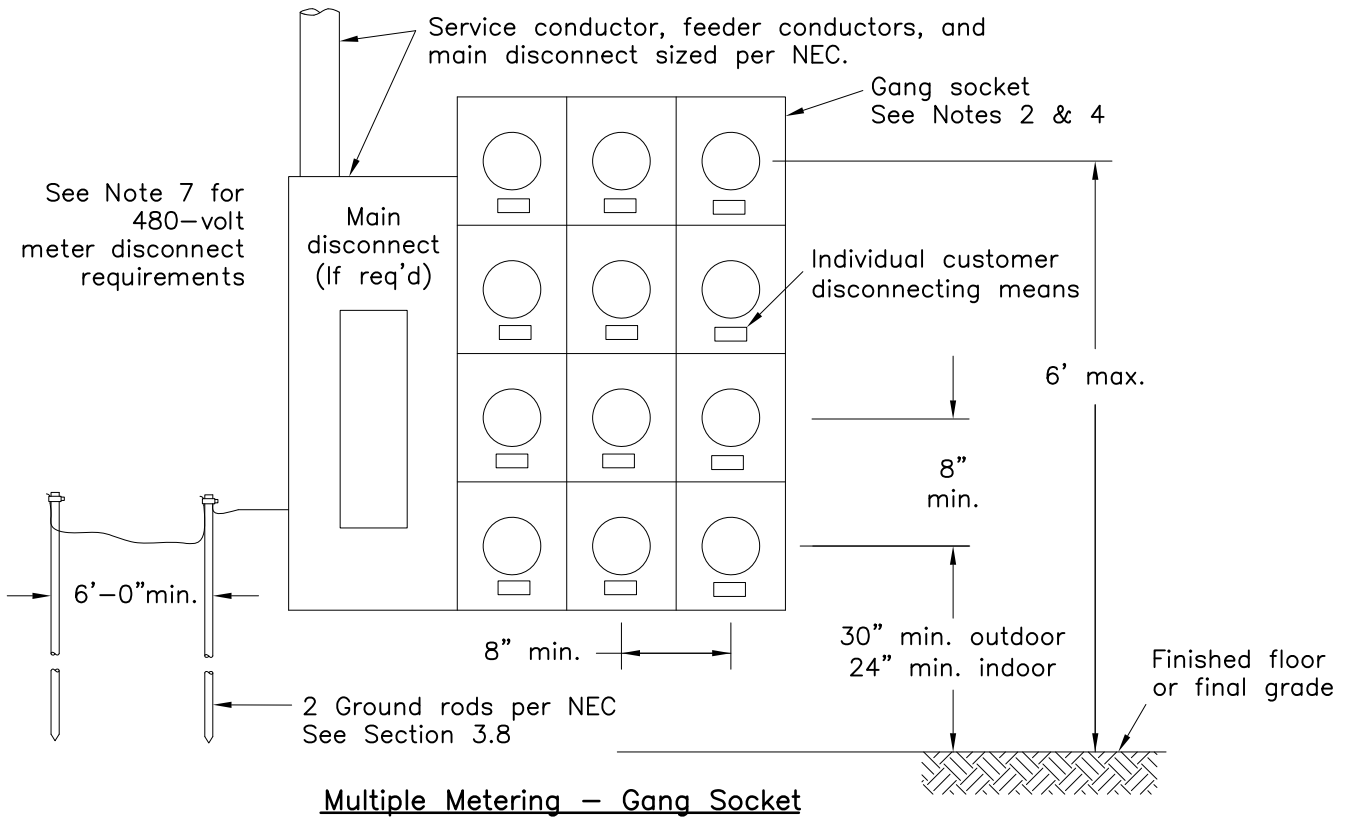 Service conductor, feeder conductors, and
main disconnect sized per NEC.
Gang socket
See Notes 2 & 4
See Note 7 for
480-volt
meter disconnect
requirements
Main
disconnect
(If req'd)
Individual customer
disconnecting means
6' max.
8"
min.
6'-0"min.
8" min.
30" min. outdoor
24" min. indoor
Finished floor
or final grade
2 Ground rods per NEC
See Section 3.8
Multiple Metering - Gang Socket